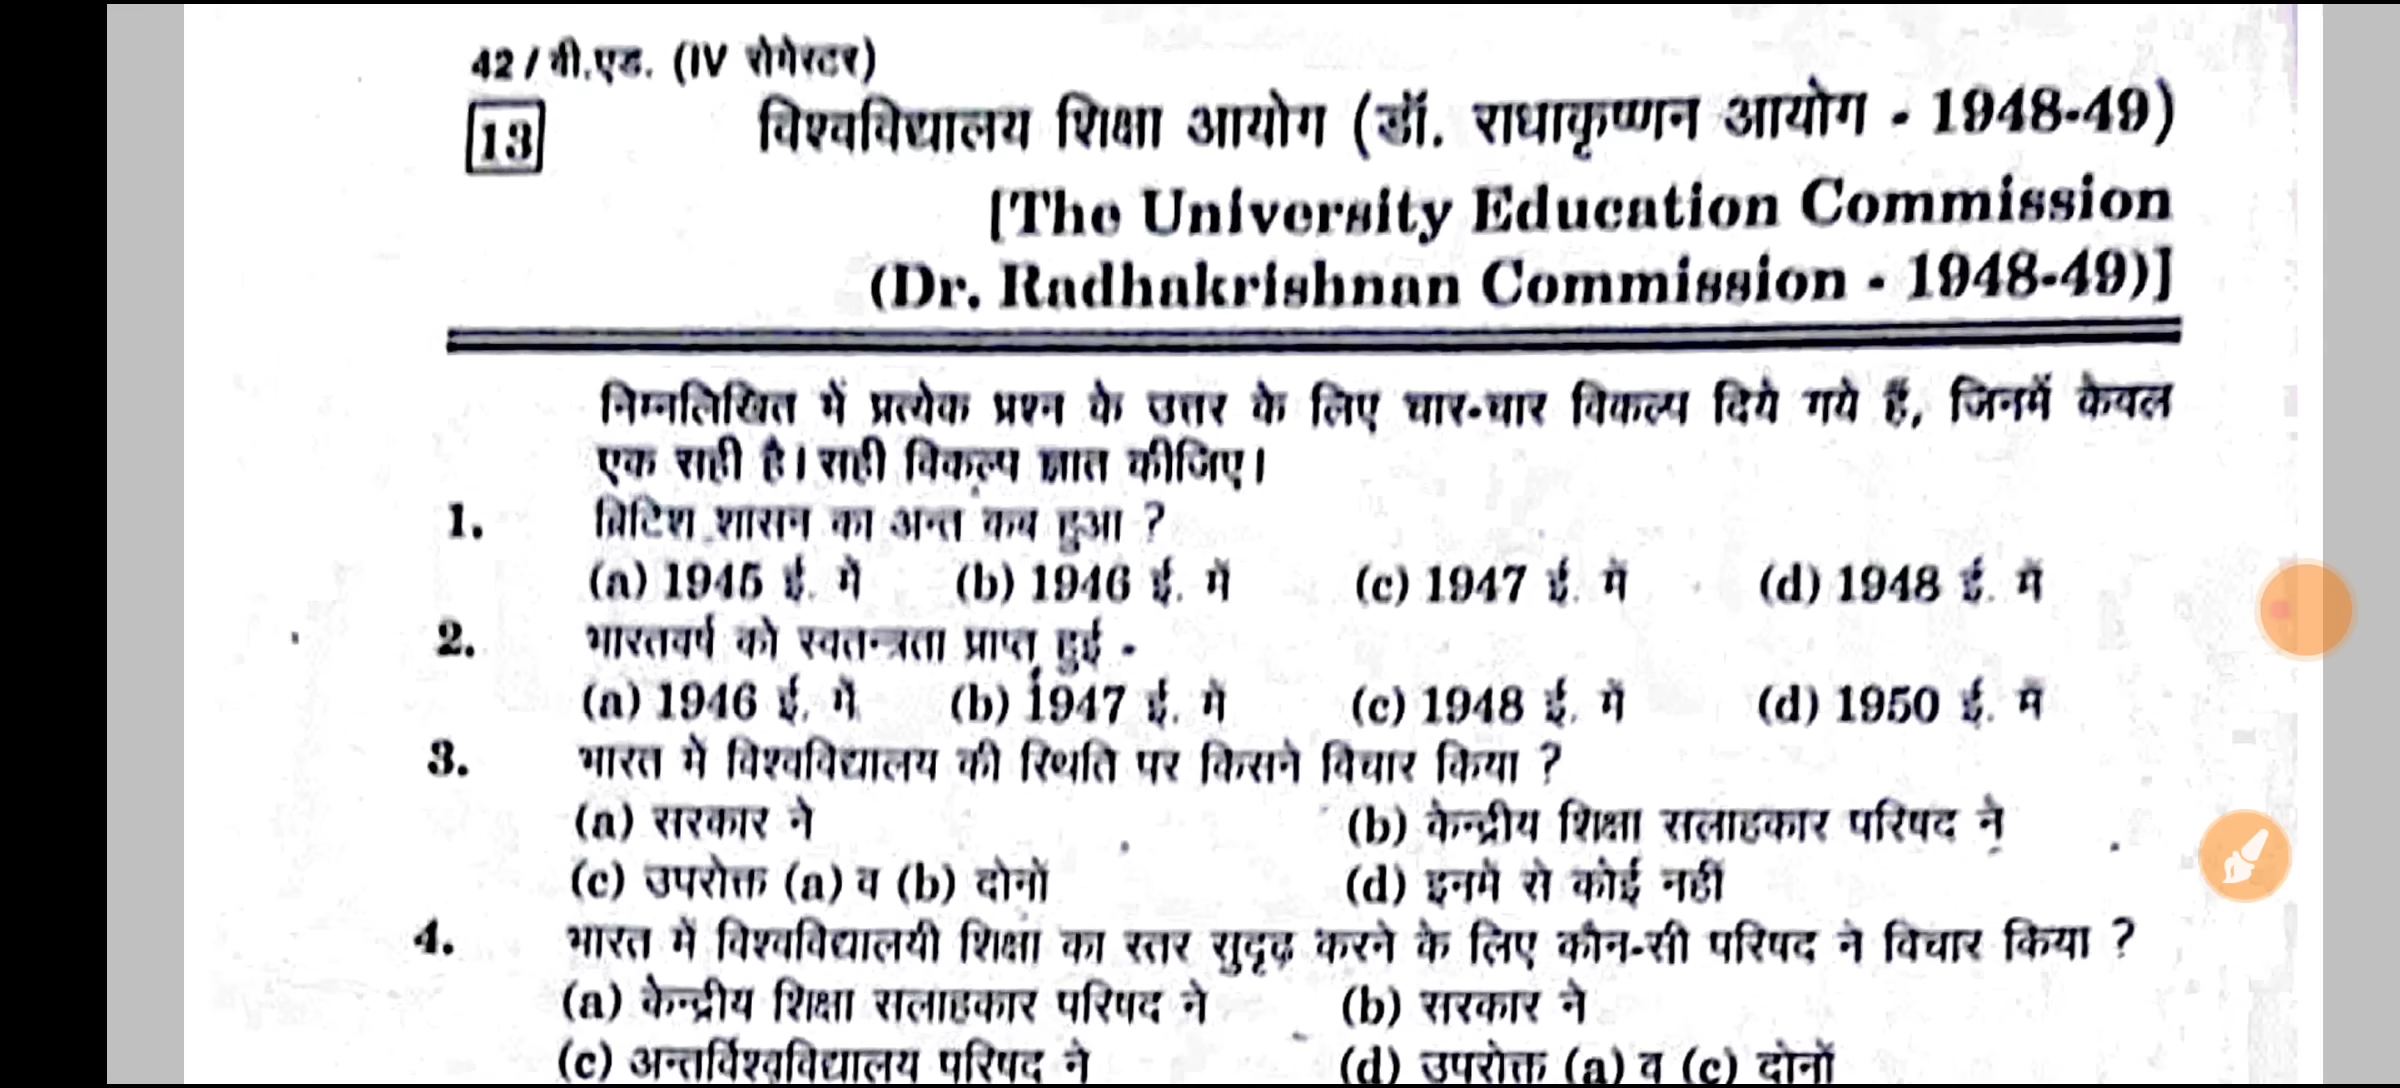 42 / बी.एड. (IV सेमेस्टर)
13 विश्वविद्यालय शिक्षा आयोग (डॉ. राधाकृष्णन आयोग - 1948-49)
[The University Education Commission
(Dr. Radhakrishnan Commission - 1948-49)]
निम्नलिखित में प्रत्येक प्रश्न के उत्तर के लिए चार-चार विकल्प दिये गये हैं, जिनमें केवल
एक सही है। सही विकल्प ज्ञात कीजिए।
1. ब्रिटिश शासन का अन्त कब हुआ ?
(a) 1945 ई. में (b) 1946 ई. में (c) 1947 ई. में (d) 1948 ई. में
2. भारतवर्ष को स्वतन्त्रता प्राप्त हुई -
(a) 1946 ई. में (b) 1947 ई. में (c) 1948 ई. में (d) 1950 ई. में
3. भारत में विश्वविद्यालय की स्थिति पर किसने विचार किया ?
(a) सरकार ने (b) केन्द्रीय शिक्षा सलाहकार परिषद ने
(c) उपरोक्त (a) व (b) दोनों (d) इनमें से कोई नहीं
4. भारत में विश्वविद्यालयी शिक्षा का स्तर सुदृढ़ करने के लिए कौन-सी परिषद ने विचार किया ?
(a) केन्द्रीय शिक्षा सलाहकार परिषद ने (b) सरकार ने
(c) अन्तर्विश्वविद्यालय परिषद ने (d) उपरोक्त (a) व (c) दोनों